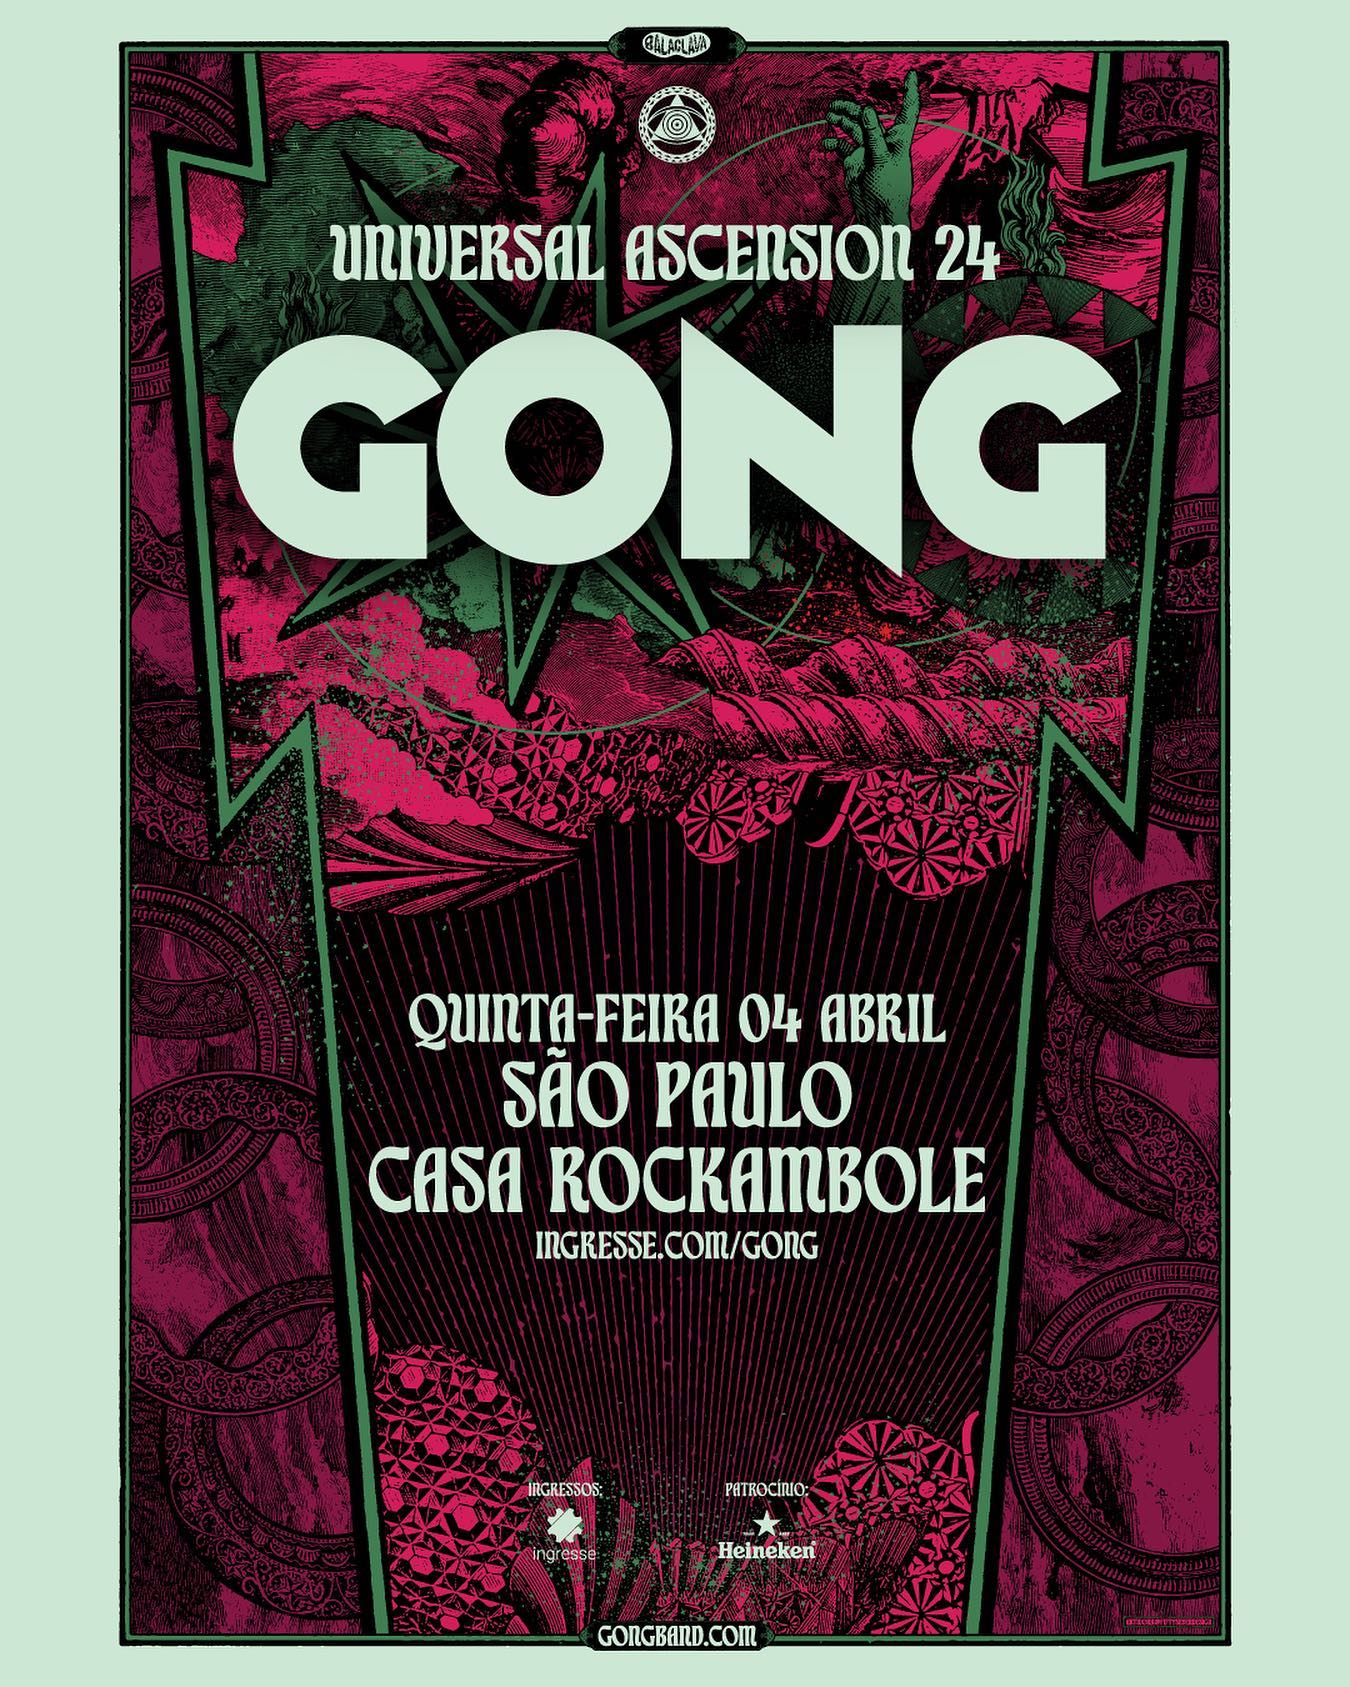 BALACLAVA
UNIVERSAL ASCENSION 24
GONG
QUINTA-FEIRA 04 ABRIL
SÃO PAULO
CASA ROCKAMBOLE
INGRESSE.COM/GONG
INGRESSOS:
ingresse
PATROCÍNIO:
Heineken
GONGBAND.COM